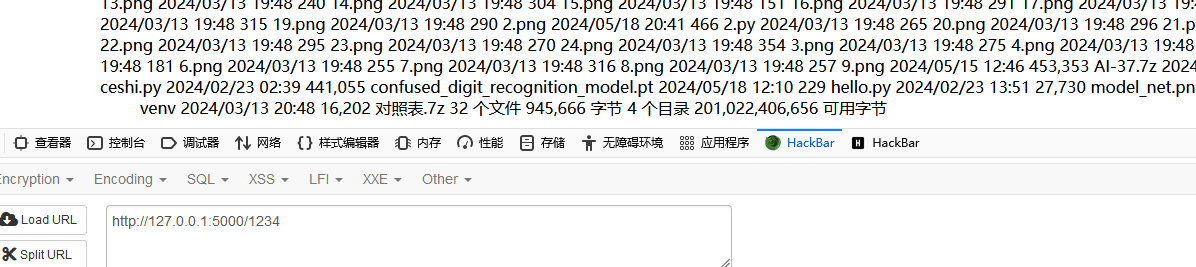 13.png 2024/03/13 19:48 240 14.png 2024/03/13 19:48 304 15.png 2024/03/13 19:48 151 16.png 2024/03/13 19:48 291 17.png 2024/03/13 19:
2024/03/13 19:48 315 19.png 2024/03/13 19:48 290 2.png 2024/05/18 20:41 466 2.py 2024/03/13 19:48 265 20.png 2024/03/13 19:48 296 21.p
22.png 2024/03/13 19:48 295 23.png 2024/03/13 19:48 270 24.png 2024/03/13 19:48 354 3.png 2024/03/13 19:48 275 4.png 2024/03/13 19:48
19:48 181 6.png 2024/03/13 19:48 255 7.png 2024/03/13 19:48 316 8.png 2024/03/13 19:48 257 9.png 2024/05/15 12:46 453,353 AI-37.7z 2024
ceshi.py 2024/02/23 02:39 441,055 confused_digit_recognition_model.pt 2024/05/18 12:10 229 hello.py 2024/02/23 13:51 27,730 model_net.pn
venv 2024/03/13 20:48 16,202 对照表.7z 32 个文件 945,666 字节 4 个目录 201,022,406,656 可用字节
查看器 控制台 调试器 网络 样式编辑器 内存 性能 存储 无障碍环境 应用程序 HackBar HackBar
Encryption Encoding SQL XSS LFI XXE Other
Load URL http://127.0.0.1:5000/1234
Split URL